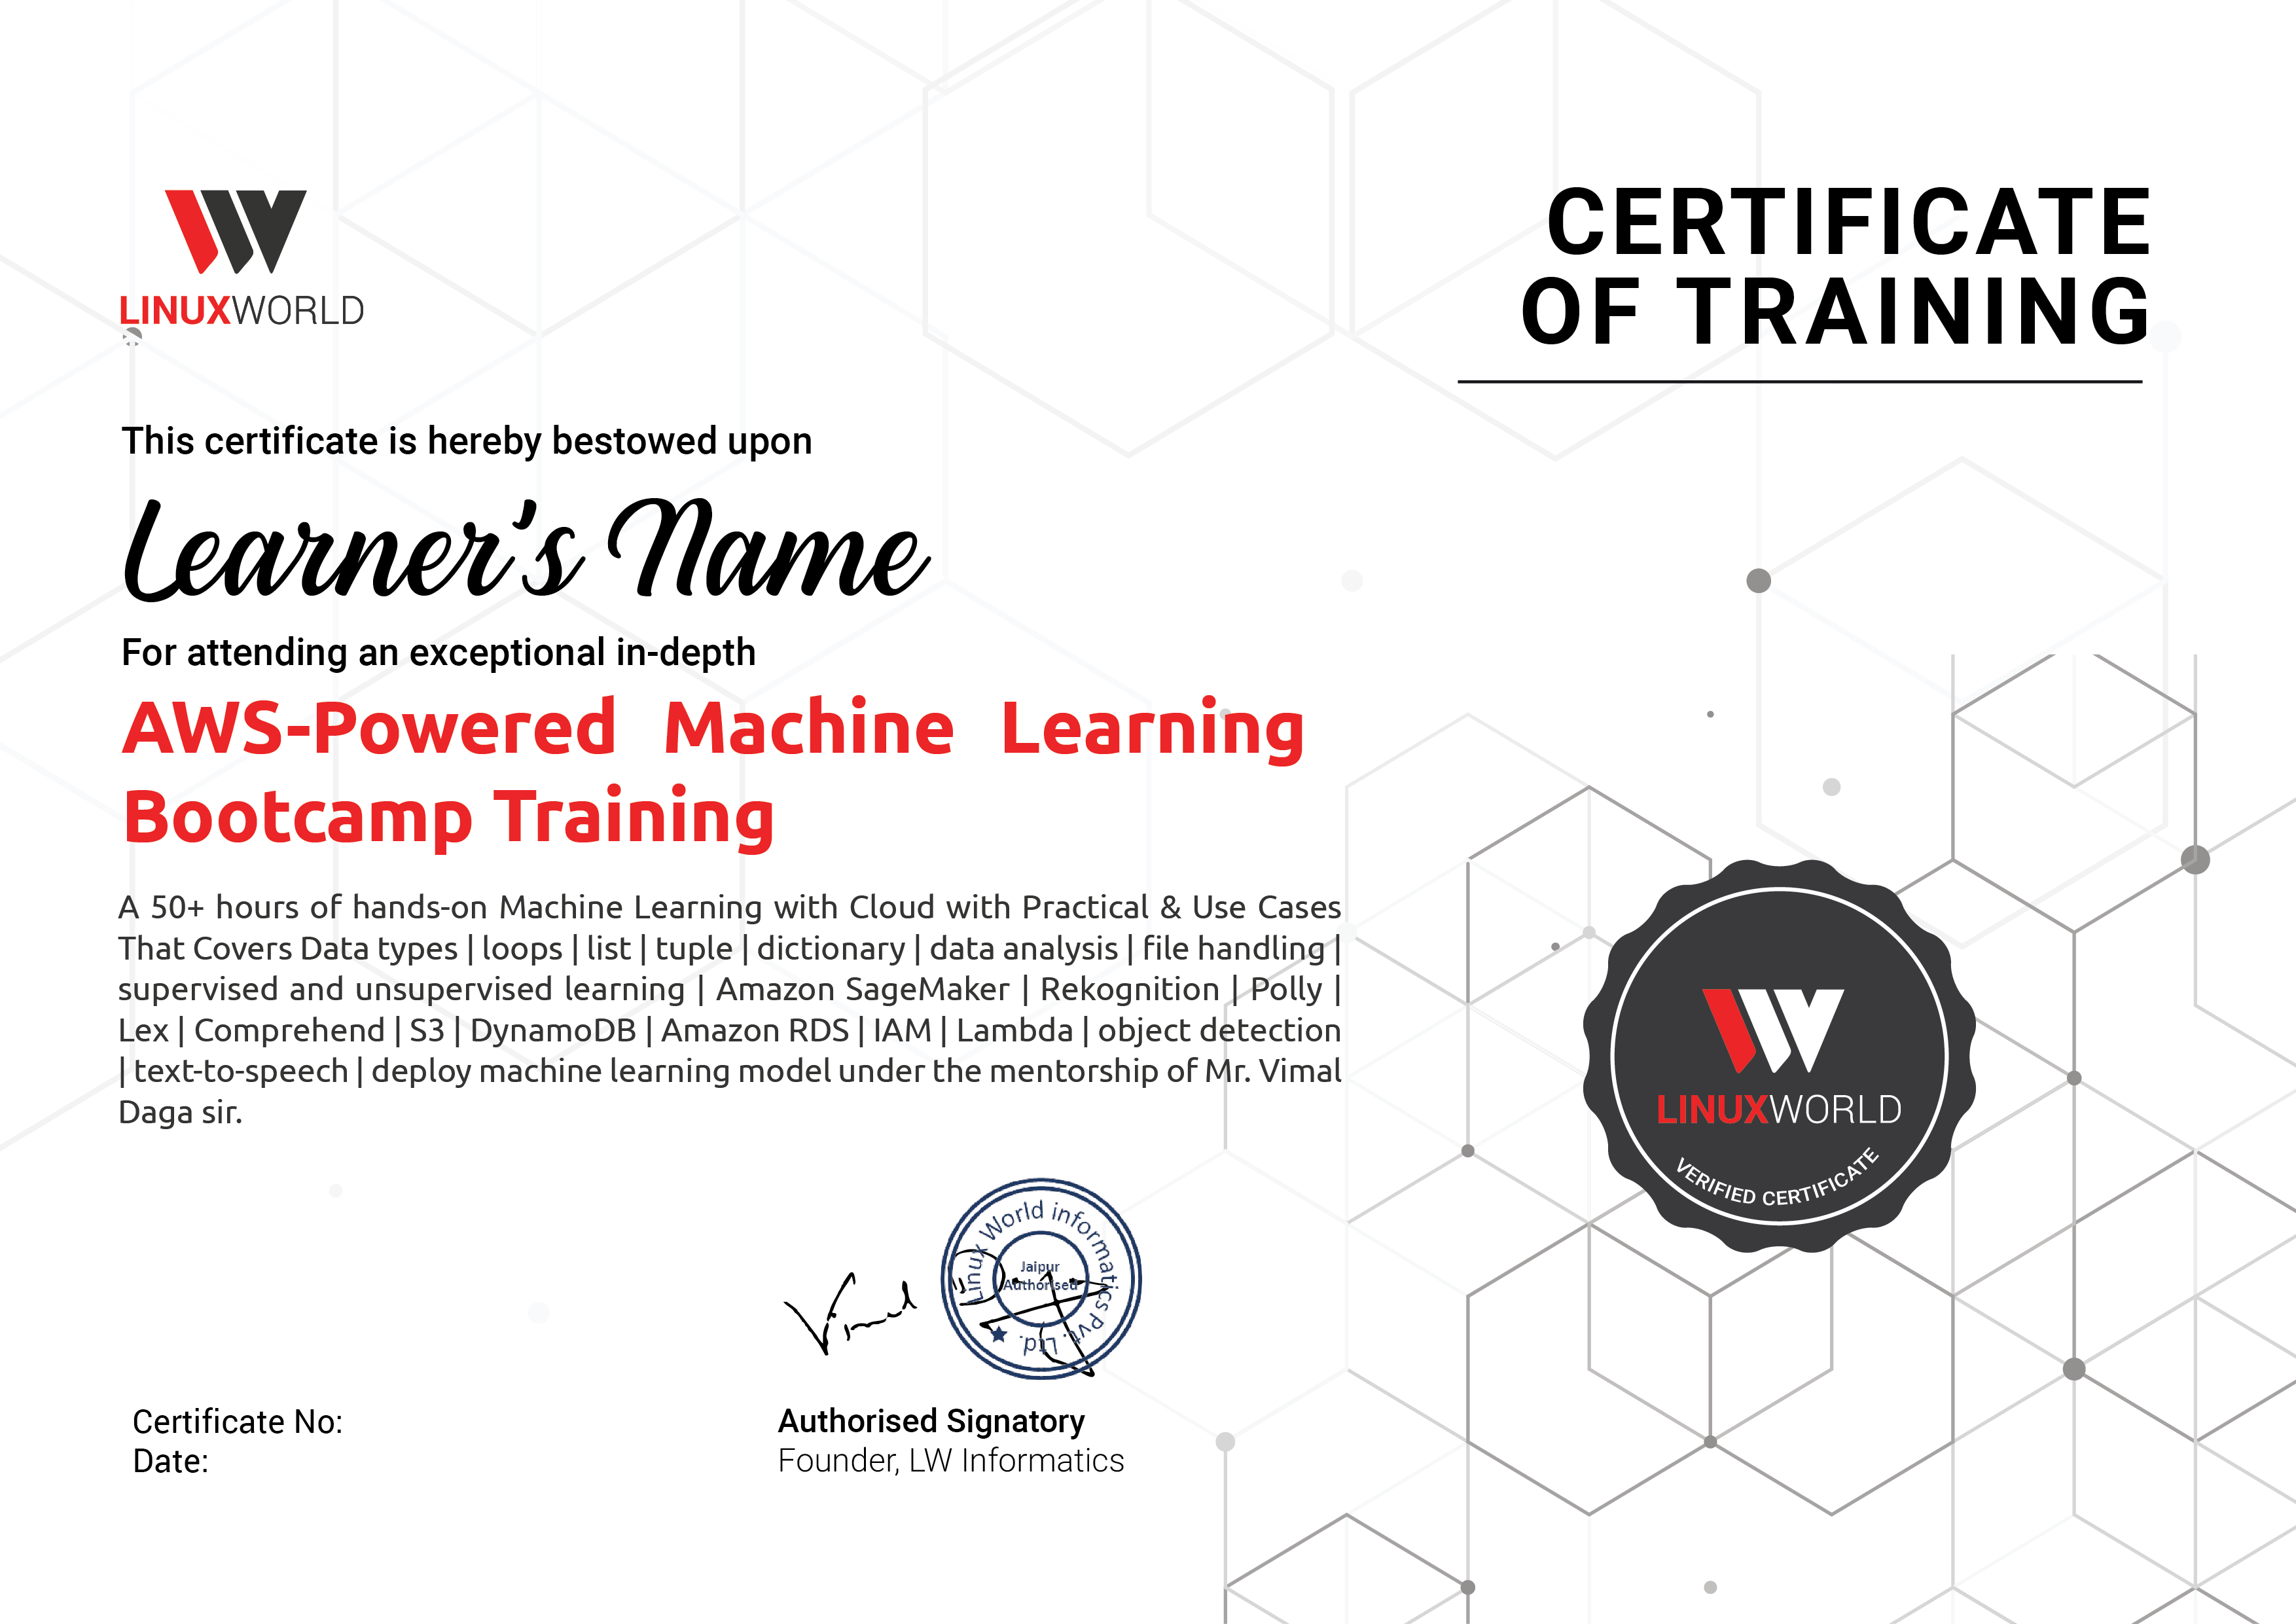 LINUXWORLD
CERTIFICATE
OF TRAINING
This certificate is hereby bestowed upon
Learner's Name
For attending an exceptional in-depth
AWS-Powered Machine Learning
Bootcamp Training
A 50+ hours of hands-on Machine Learning with Cloud with Practical & Use Cases
That Covers Data types | loops | list | tuple | dictionary | data analysis | file handling |
supervised and unsupervised learning | Amazon SageMaker | Rekognition | Polly |
Lex | Comprehend | S3 | DynamoDB | Amazon RDS | IAM | Lambda | object detection
| text-to-speech | deploy machine learning model under the mentorship of Mr. Vimal
Daga sir.
LINUXWORLD
VERIFIED CERTIFICATE
Vimal
Linux World informatics Pvt. Ltd.
Jaipur
Authorised
Certificate No:
Date:
Authorised Signatory
Founder, LW Informatics